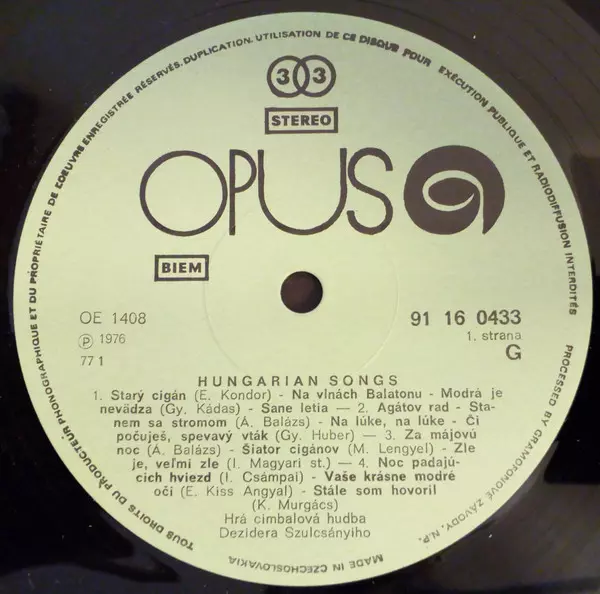 TOUS DROITS DU PRODUCTEUR PHONOGRAPHIQUE ET DU PROPRIÉTAIRE DE L'OEUVRE ENREGISTRÉE RÉSERVÉS. DUPLICATION. UTILISATION DE CE DISQUE POUR EXÉCUTION PUBLIQUE ET RADIODIFFUSION INTERDITÉS
PROCESSED BY GRAMOFONOVÉ ZÁVODY, N.P.
MADE IN CZECHOSLOVAKIA
33
STEREO
OPUS
BIEM
OE 1408
91 16 0433
Ⓟ 1976
1. strana
77 1
G
HUNGARIAN SONGS
1. Starý cigán (E. Kondor) - Na vlnách Balatonu - Modrá je
nevädza (Gy. Kádas) - Sane letia — 2. Agátov rad - Sta-
nem sa stromom (A. Balázs) - Na lúke, na lúke - Či
počuješ, spevavý vták (Gy. Huber) — 3. Za májovú
noc (A. Balázs) - Šiator cigánov (M. Lengyel) - Zle
je, veľmi zle (I. Magyari st.) — 4. Noc padajú-
cich hviezd (I. Csámpai) - Vaše krásne modré
oči (E. Kiss Angyal) - Stále som hovoril
(K. Murgács)
Hrá cimbalová hudba
Dezidera Szulcsányiho